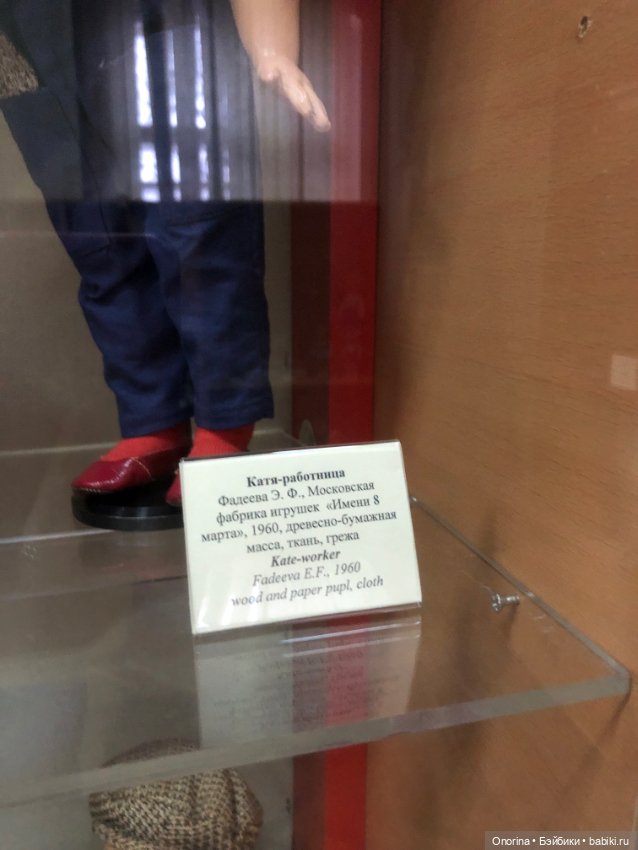 Катя-работница
Фадеева Э. Ф., Московская
фабрика игрушек «Имени 8
марта», 1960, древесно-бумажная
масса, ткань, грежа
Kate-worker
Fadeeva E.F., 1960
wood and paper pupl, cloth
Onorina • Бэйбики • babiki.ru